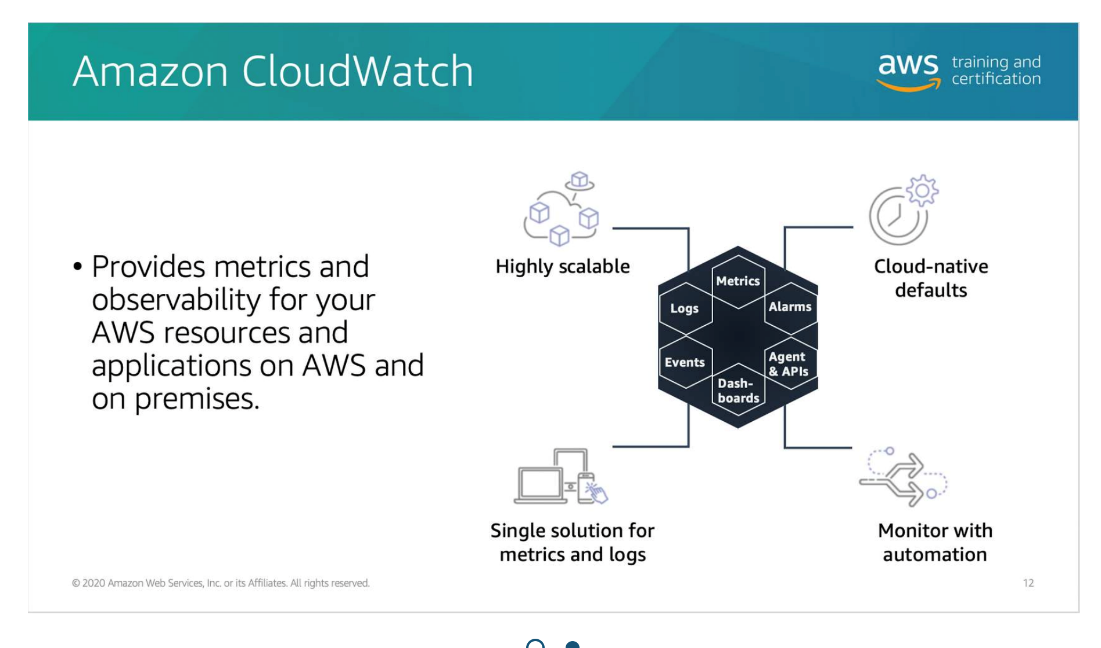 Amazon CloudWatch
aws training and
certification
• Provides metrics and
observability for your
AWS resources and
applications on AWS and
on premises.
Highly scalable
Cloud-native
defaults
Metrics
Logs
Alarms
Events
Agent
& APIs
Dash-
boards
Single solution for
metrics and logs
Monitor with
automation
© 2020 Amazon Web Services, Inc. or its Affiliates. All rights reserved.
12